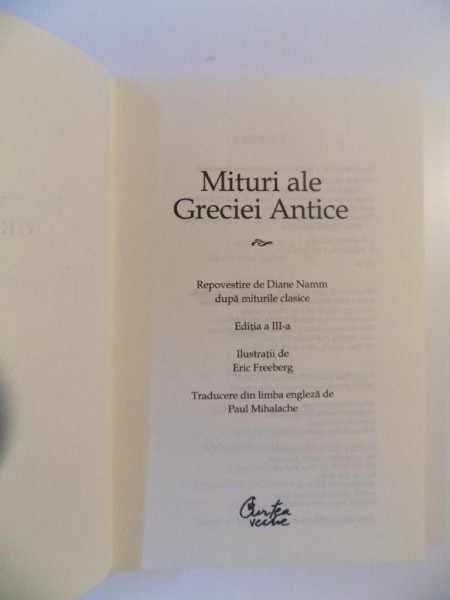 Mituri ale
Greciei Antice
Repovestire de Diane Namm
după miturile clasice
Ediția a III-a
Ilustrații de
Eric Freeberg
Traducere din limba engleză de
Paul Mihalache
Curtea
veche